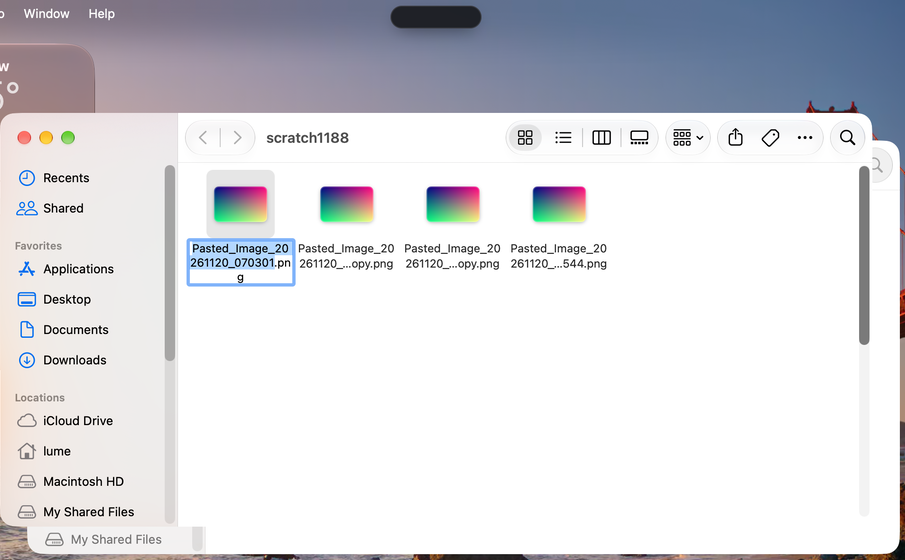 Window Help
scratch1188
Recents
Shared
Favorites
Applications
Desktop
Documents
Downloads
Locations
iCloud Drive
lume
Macintosh HD
My Shared Files
My Shared Files
Pasted_Image_20
261120_070301.pn
g
Pasted_Image_20
261120_...opy.png
Pasted_Image_20
261120_...opy.png
Pasted_Image_20
261120_...544.png